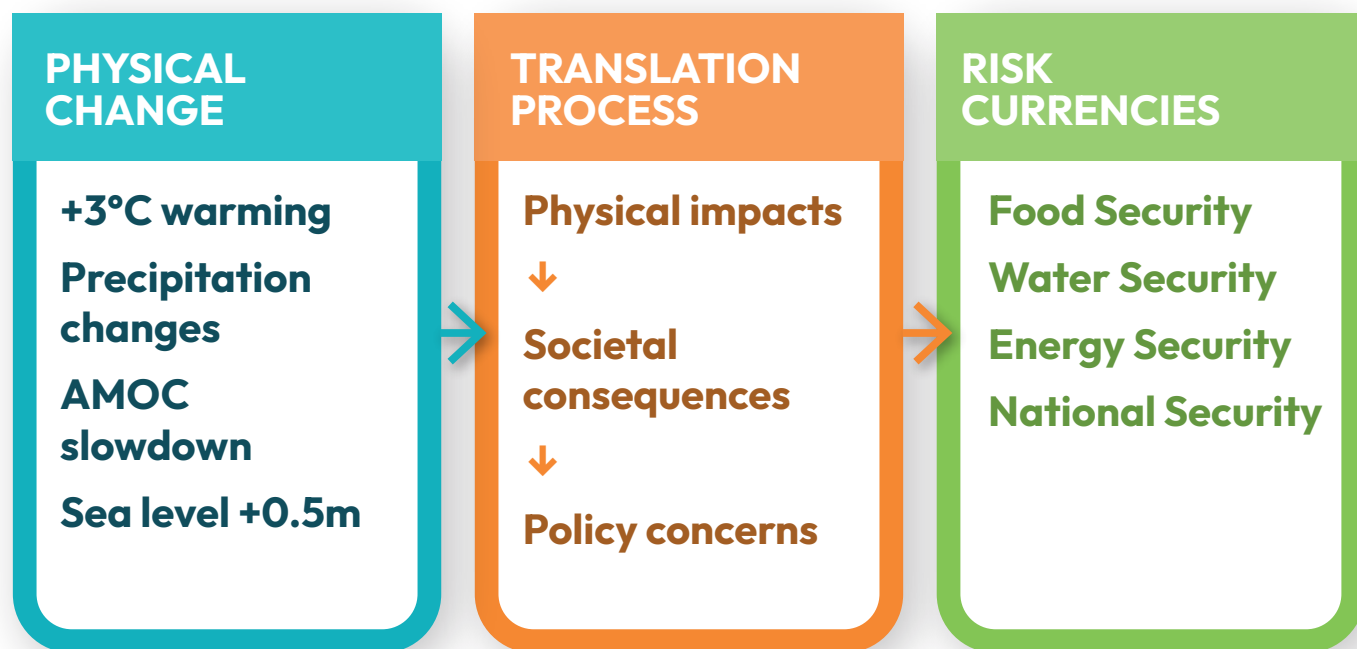 PHYSICAL
CHANGE
+3°C warming
Precipitation
changes
AMOC
slowdown
Sea level +0.5m
TRANSLATION
PROCESS
Physical impacts
↓
Societal
consequences
↓
Policy concerns
RISK
CURRENCIES
Food Security
Water Security
Energy Security
National Security